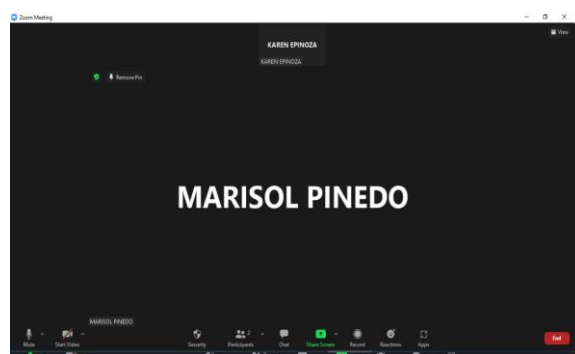 Zoom Meeting
View
KAREN EPINOZA
KAREN EPINOZA
Remove Pin
MARISOL PINEDO
MARISOL PINEDO
Mute Start Video Security Participants 2 Chat Share Screen Record Reactions Apps End